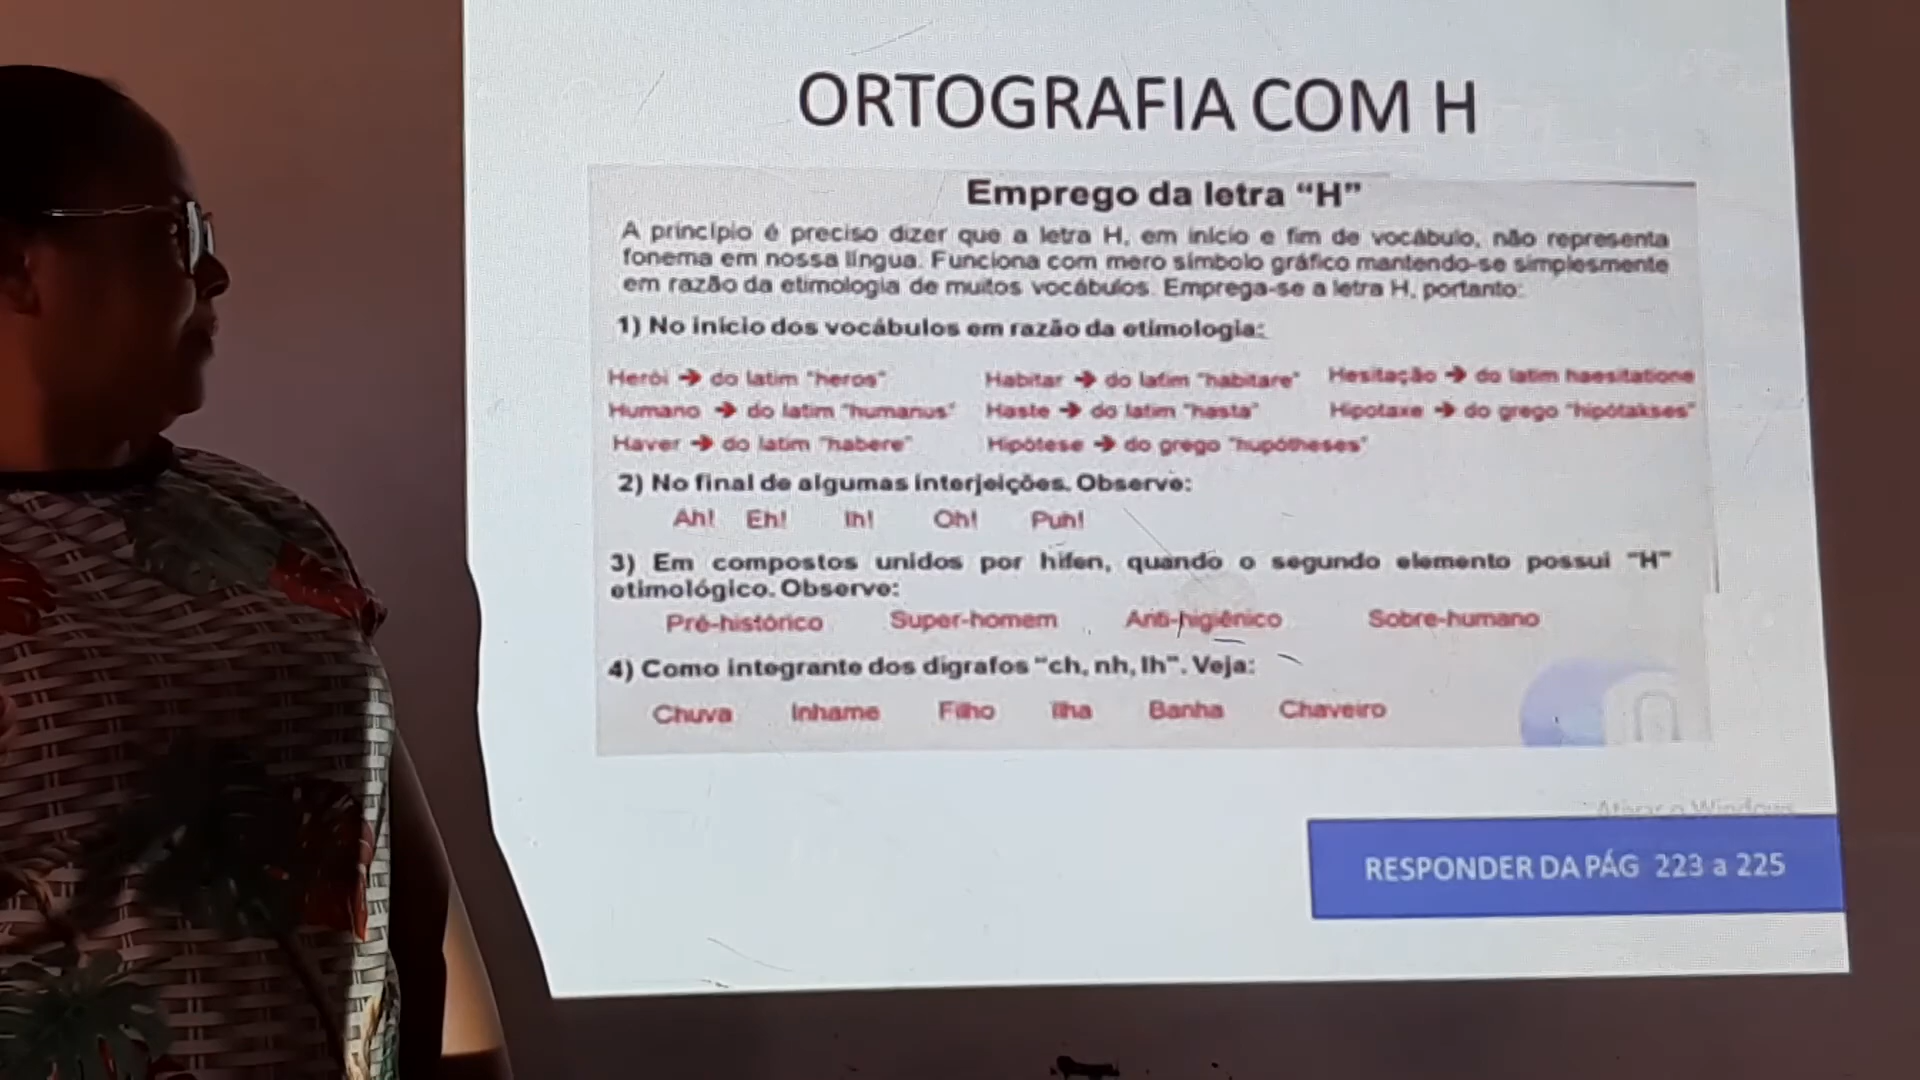 ORTOGRAFIA COM H
Emprego da letra “H”
A princípio é preciso dizer que a letra H, em início e fim de vocábulo, não representa
fonema em nossa língua. Funciona com mero símbolo gráfico mantendo-se simplesmente
em razão da etimologia de muitos vocábulos. Emprega-se a letra H, portanto:
1) No início dos vocábulos em razão da etimologia:
Herói ➔ do latim "heros" Habitar ➔ do latim "habitare" Hesitação ➔ do latim haesitatione
Humano ➔ do latim "humanus" Haste ➔ do latim "hasta" Hipotaxe ➔ do grego "hipótakses"
Haver ➔ do latim "habere" Hipótese ➔ do grego "hupótheses"
2) No final de algumas interjeições. Observe:
Ah! Eh! Ih! Oh! Puh!
3) Em compostos unidos por hífen, quando o segundo elemento possui "H"
etimológico. Observe:
Pré-histórico Super-homem Anti-higiênico Sobre-humano
4) Como integrante dos dígrafos "ch, nh, lh". Veja:
Chuva Inhame Filho Ilha Banha Chaveiro
Ativar o Windows
RESPONDER DA PÁG 223 a 225